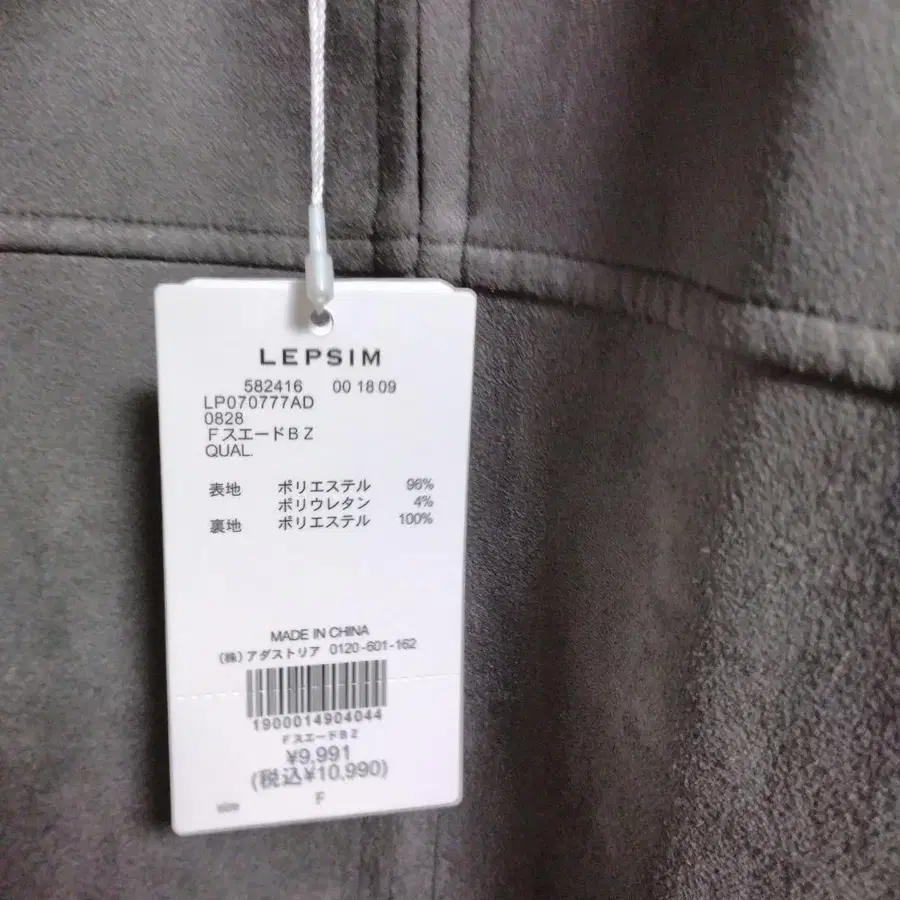 LEPSIM
582416 00 18 09
LP070777AD
0828
FスエードBZ
QUAL.
表地 ポリエステル 96%
ポリウレタン 4%
裏地 ポリエステル 100%
MADE IN CHINA
(株)アダストリア 0120-601-162
1900014904044
FスエードBZ
¥9,991
(税込¥10,990)
size F